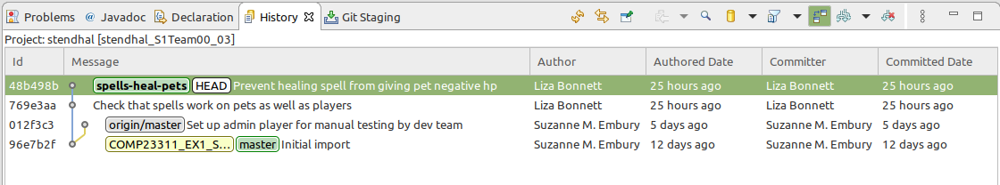 Problems @ Javadoc Declaration History Git Staging
Project: stendhal [stendhal_S1Team00_03]
Id Message Author Authored Date Committer Committed Date
48b498b spells-heal-pets HEAD Prevent healing spell from giving pet negative hp Liza Bonnett 25 hours ago Liza Bonnett 25 hours ago
769e3aa Check that spells work on pets as well as players Liza Bonnett 25 hours ago Liza Bonnett 25 hours ago
012f3c3 origin/master Set up admin player for manual testing by dev team Suzanne M. Embury 5 days ago Suzanne M. Embury 5 days ago
96e7b2f COMP23311_EX1_S... master Initial import Suzanne M. Embury 12 days ago Suzanne M. Embury 12 days ago